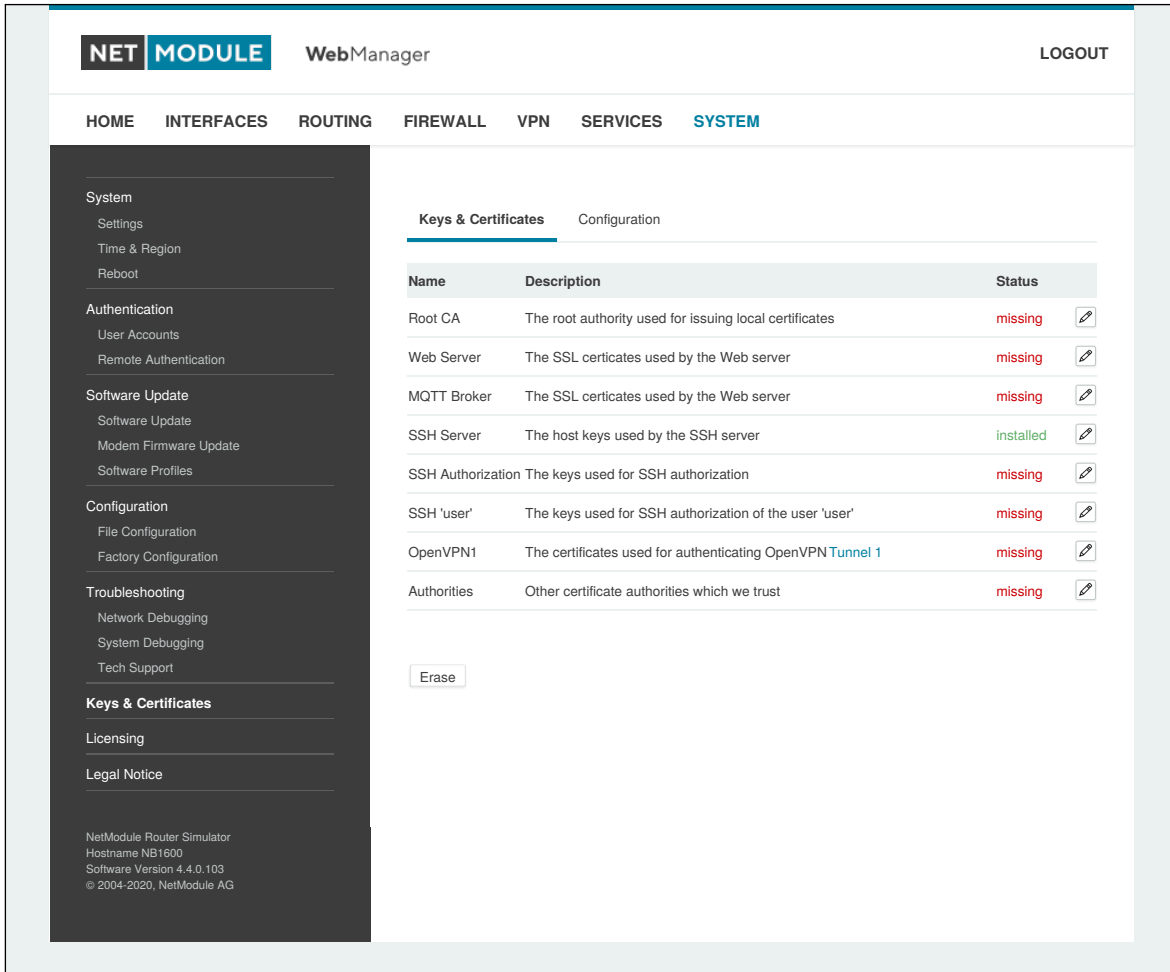 NET MODULE WebManager LOGOUT
HOME INTERFACES ROUTING FIREWALL VPN SERVICES SYSTEM
System
Settings
Time & Region
Reboot
Authentication
User Accounts
Remote Authentication
Software Update
Software Update
Modem Firmware Update
Software Profiles
Configuration
File Configuration
Factory Configuration
Troubleshooting
Network Debugging
System Debugging
Tech Support
Keys & Certificates
Licensing
Legal Notice
NetModule Router Simulator
Hostname NB1600
Software Version 4.4.0.103
© 2004-2020, NetModule AG
Keys & Certificates Configuration
Name Description Status
Root CA The root authority used for issuing local certificates missing
Web Server The SSL certicates used by the Web server missing
MQTT Broker The SSL certicates used by the Web server missing
SSH Server The host keys used by the SSH server installed
SSH Authorization The keys used for SSH authorization missing
SSH 'user' The keys used for SSH authorization of the user 'user' missing
OpenVPN1 The certificates used for authenticating OpenVPN Tunnel 1 missing
Authorities Other certificate authorities which we trust missing
Erase